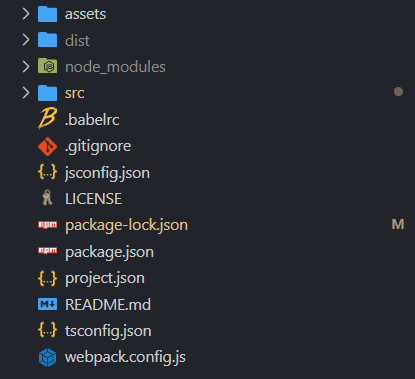 assets
dist
node_modules
src
.babelrc
.gitignore
jsconfig.json
LICENSE
package-lock.json M
package.json
project.json
README.md
tsconfig.json
webpack.config.js